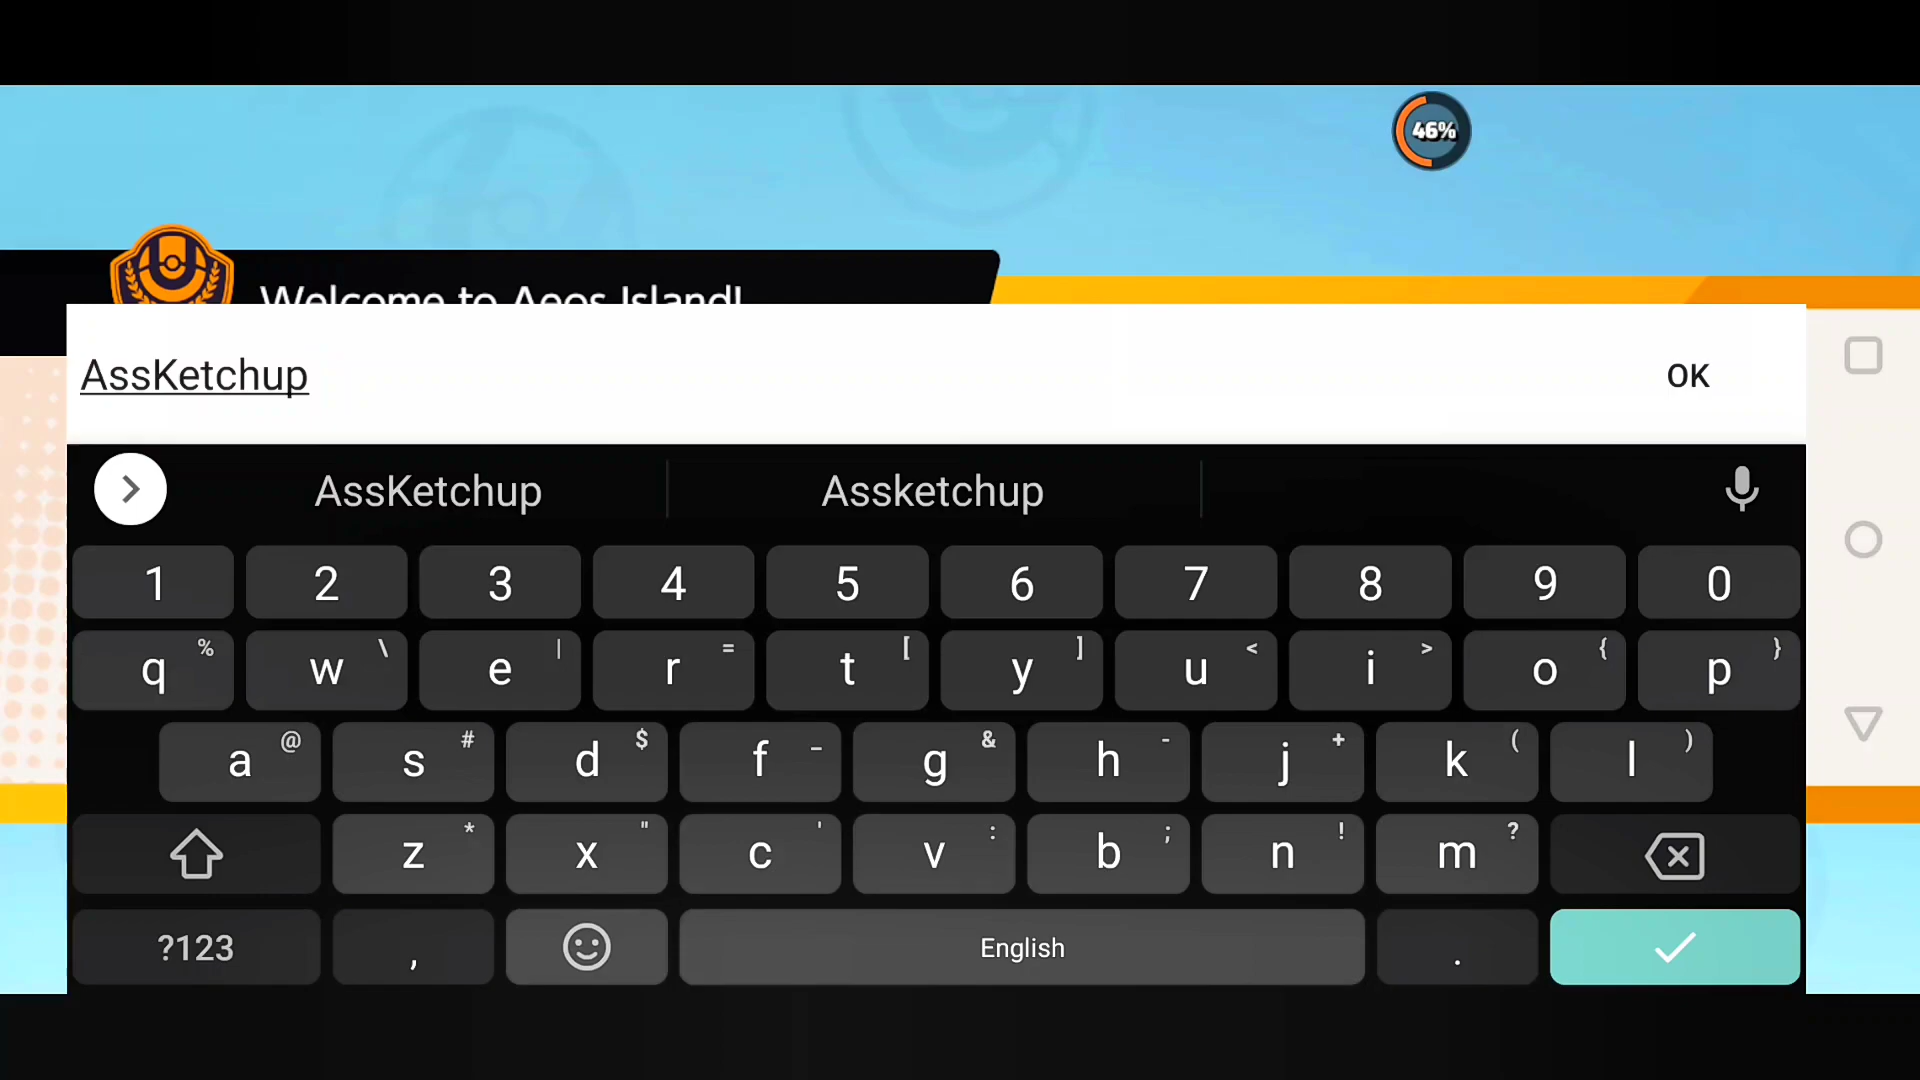 46%
Welcome to Aeos Island!
AssKetchup
OK
AssKetchup Assketchup
1 2 3 4 5 6 7 8 9 0
q % w \ e | r = t [ y ] u < i > o { p }
a @ s # d $ f _ g & h - j + k ( l )
z * x " c ' v : b ; n ! m ?
?123 , English .